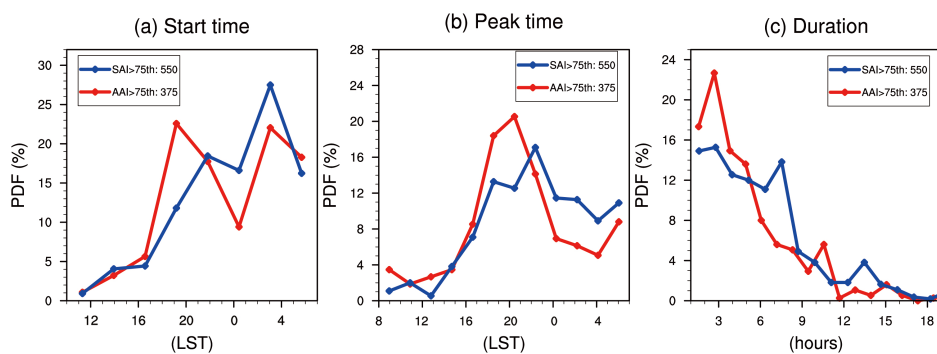 (a) Start time
(b) Peak time
(c) Duration
PDF (%)
30
25
20
15
10
5
0
SAI>75th: 550
AAI>75th: 375
12
16
20
0
4
(LST)
PDF (%)
28
24
20
16
12
8
4
0
SAI>75th: 550
AAI>75th: 375
8
12
16
20
0
4
(LST)
PDF (%)
24
20
16
12
8
4
0
SAI>75th: 550
AAI>75th: 375
3
6
9
12
15
18
(hours)